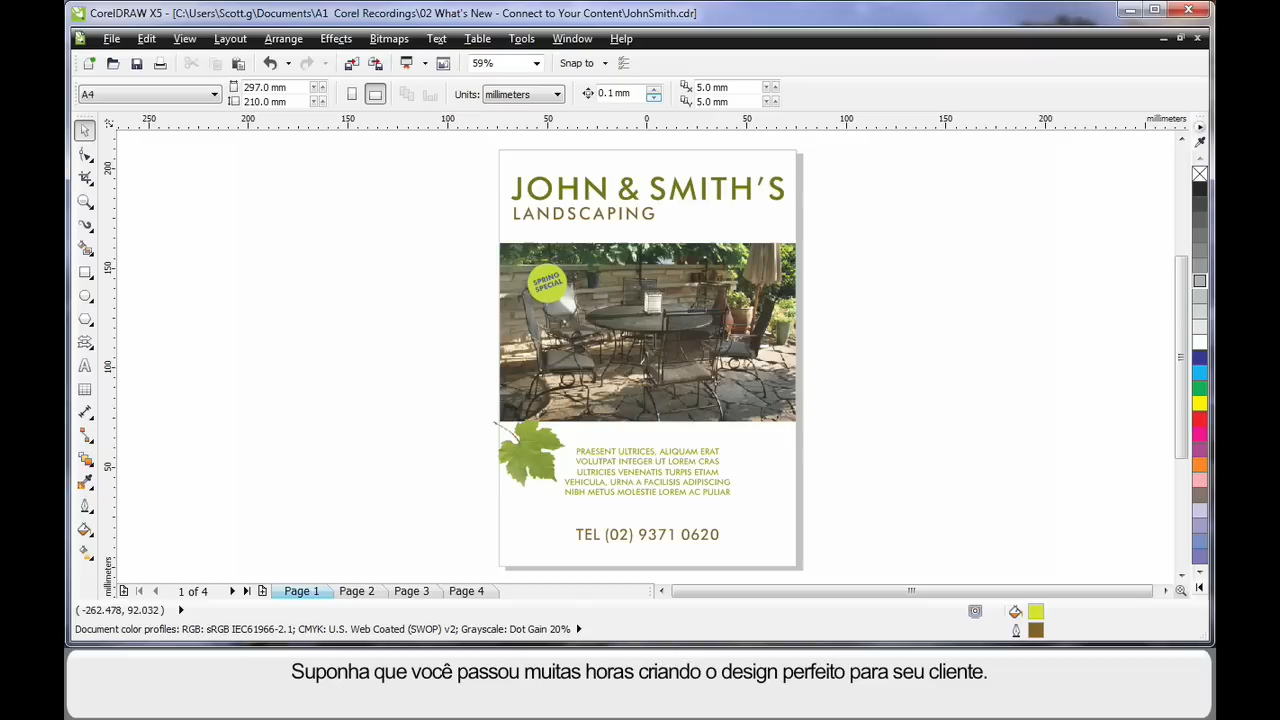 CorelDRAW X5 - [C:\Users\Scott.g\Documents\A1 Corel Recordings\02 What's New - Connect to Your Content\JohnSmith.cdr]
File Edit View Layout Arrange Effects Bitmaps Text Table Tools Window Help
59% Snap to
A4 297.0 mm 210.0 mm Units: millimeters 0.1 mm 5.0 mm 5.0 mm
250 200 150 100 50 0 50 100 150 200 millimeters
200
150
100
50
millimeters
JOHN & SMITH'S
LANDSCAPING
SPRING
SPECIAL
PRAESENT ULTRICES, ALIQUAM ERAT
VOLUTPAT INTEGER UT LOREM CRAS
ULTRICIES VENENATIS TURPIS ETIAM
VEHICULA, URNA A FACILISIS ADIPISCING
NIBH METUS MOLESTIE LOREM AC PULIAR
TEL (02) 9371 0620
1 of 4 Page 1 Page 2 Page 3 Page 4
( -262.478, 92.032 )
Document color profiles: RGB: sRGB IEC61966-2.1; CMYK: U.S. Web Coated (SWOP) v2; Grayscale: Dot Gain 20%
Suponha que você passou muitas horas criando o design perfeito para seu cliente.